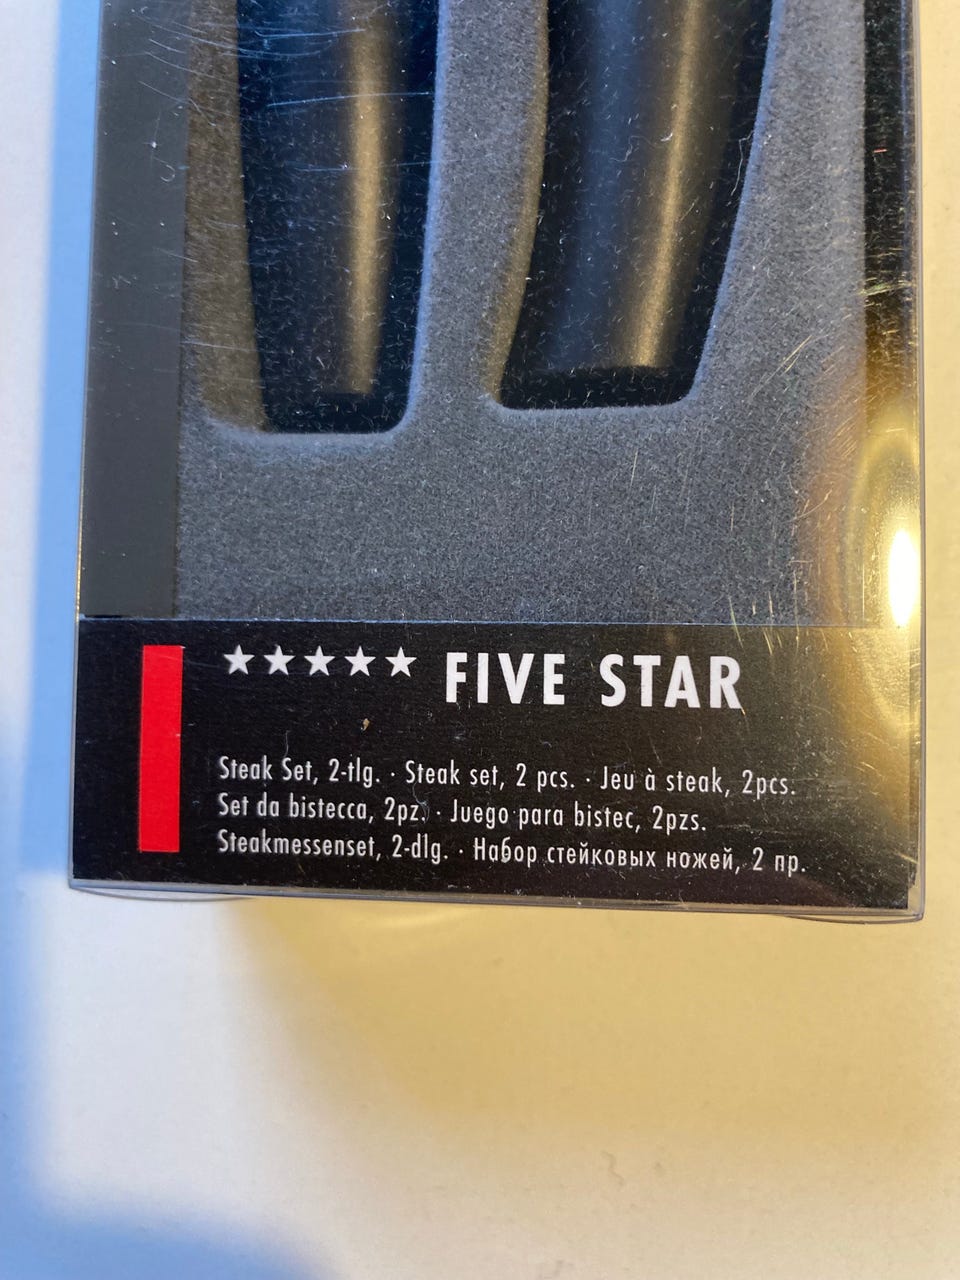 ★★★★★ FIVE STAR
Steak Set, 2-tlg. · Steak set, 2 pcs. · Jeu à steak, 2pcs.
Set da bistecca, 2pz. · Juego para bistec, 2pzs.
Steakmessenset, 2-dlg. · Набор стейковых ножей, 2 пр.